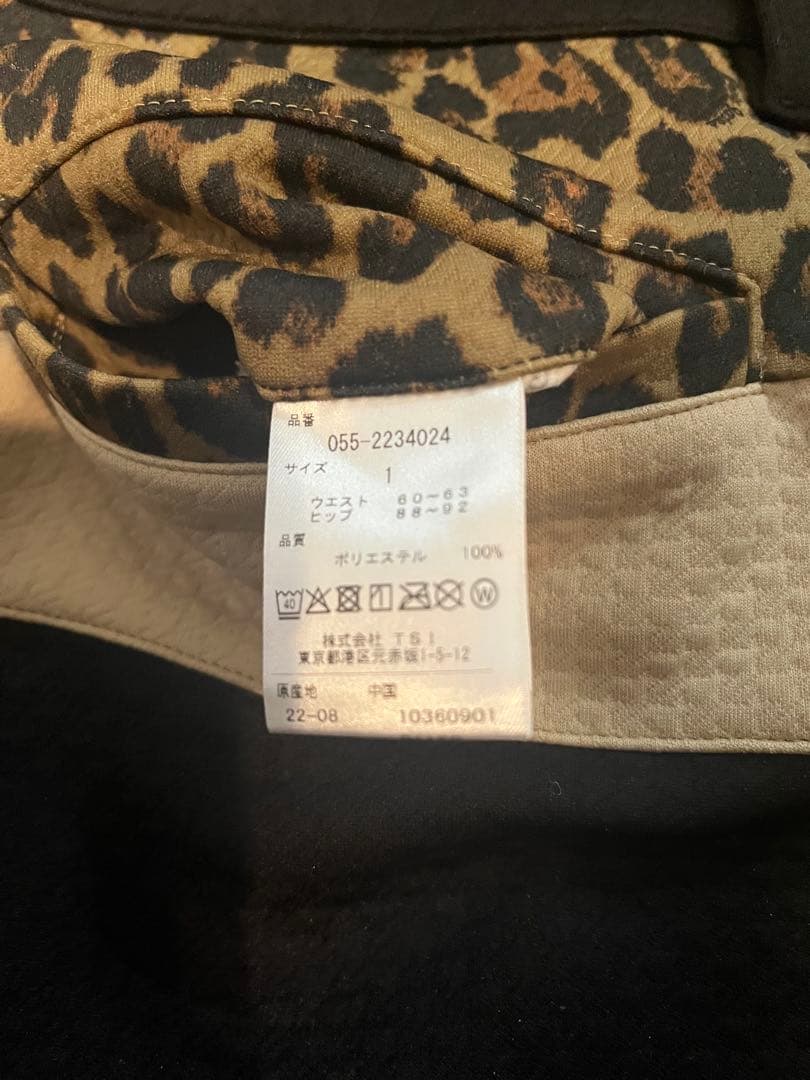 品番
055-2234024
サイズ
1
ウエスト 60～63
ヒップ 88～92
品質
ポリエステル 100%
40 W
株式会社 TSI
東京都港区元赤坂1-5-12
原産地 中国
22-08 10360901